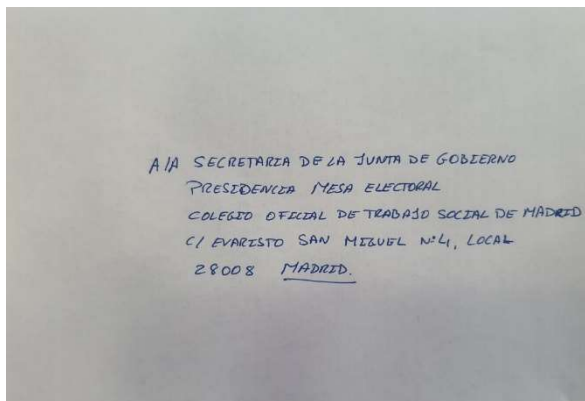 A/A SECRETARIA DE LA JUNTA DE GOBIERNO
PRESIDENCIA MESA ELECTORAL
COLEGIO OFICIAL DE TRABAJO SOCIAL DE MADRID
C/ EVARISTO SAN MIGUEL Nº4, LOCAL
28008 MADRID.